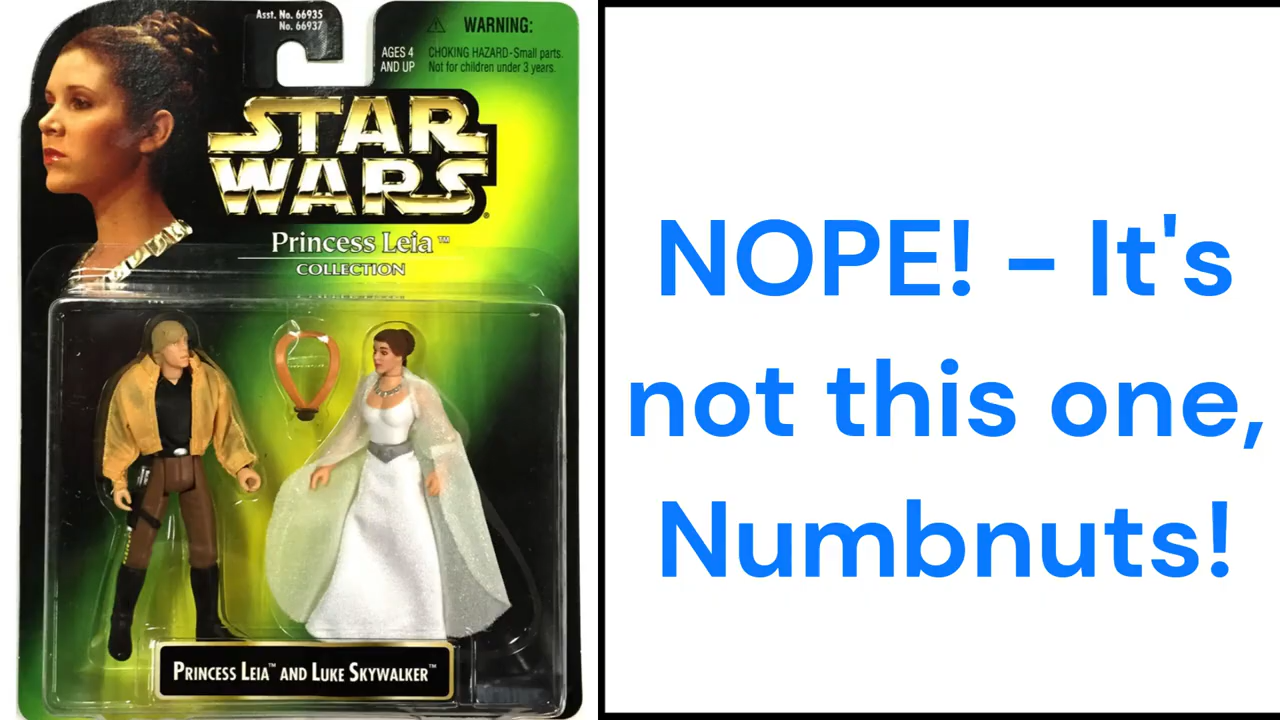 Asst. No. 66935
No. 66937
WARNING:
AGES 4
AND UP
CHOKING HAZARD-Small parts.
Not for children under 3 years.
STAR
WARS®
Princess Leia™
COLLECTION
PRINCESS LEIA™ AND LUKE SKYWALKER™
NOPE! – It's
not this one,
Numbnuts!